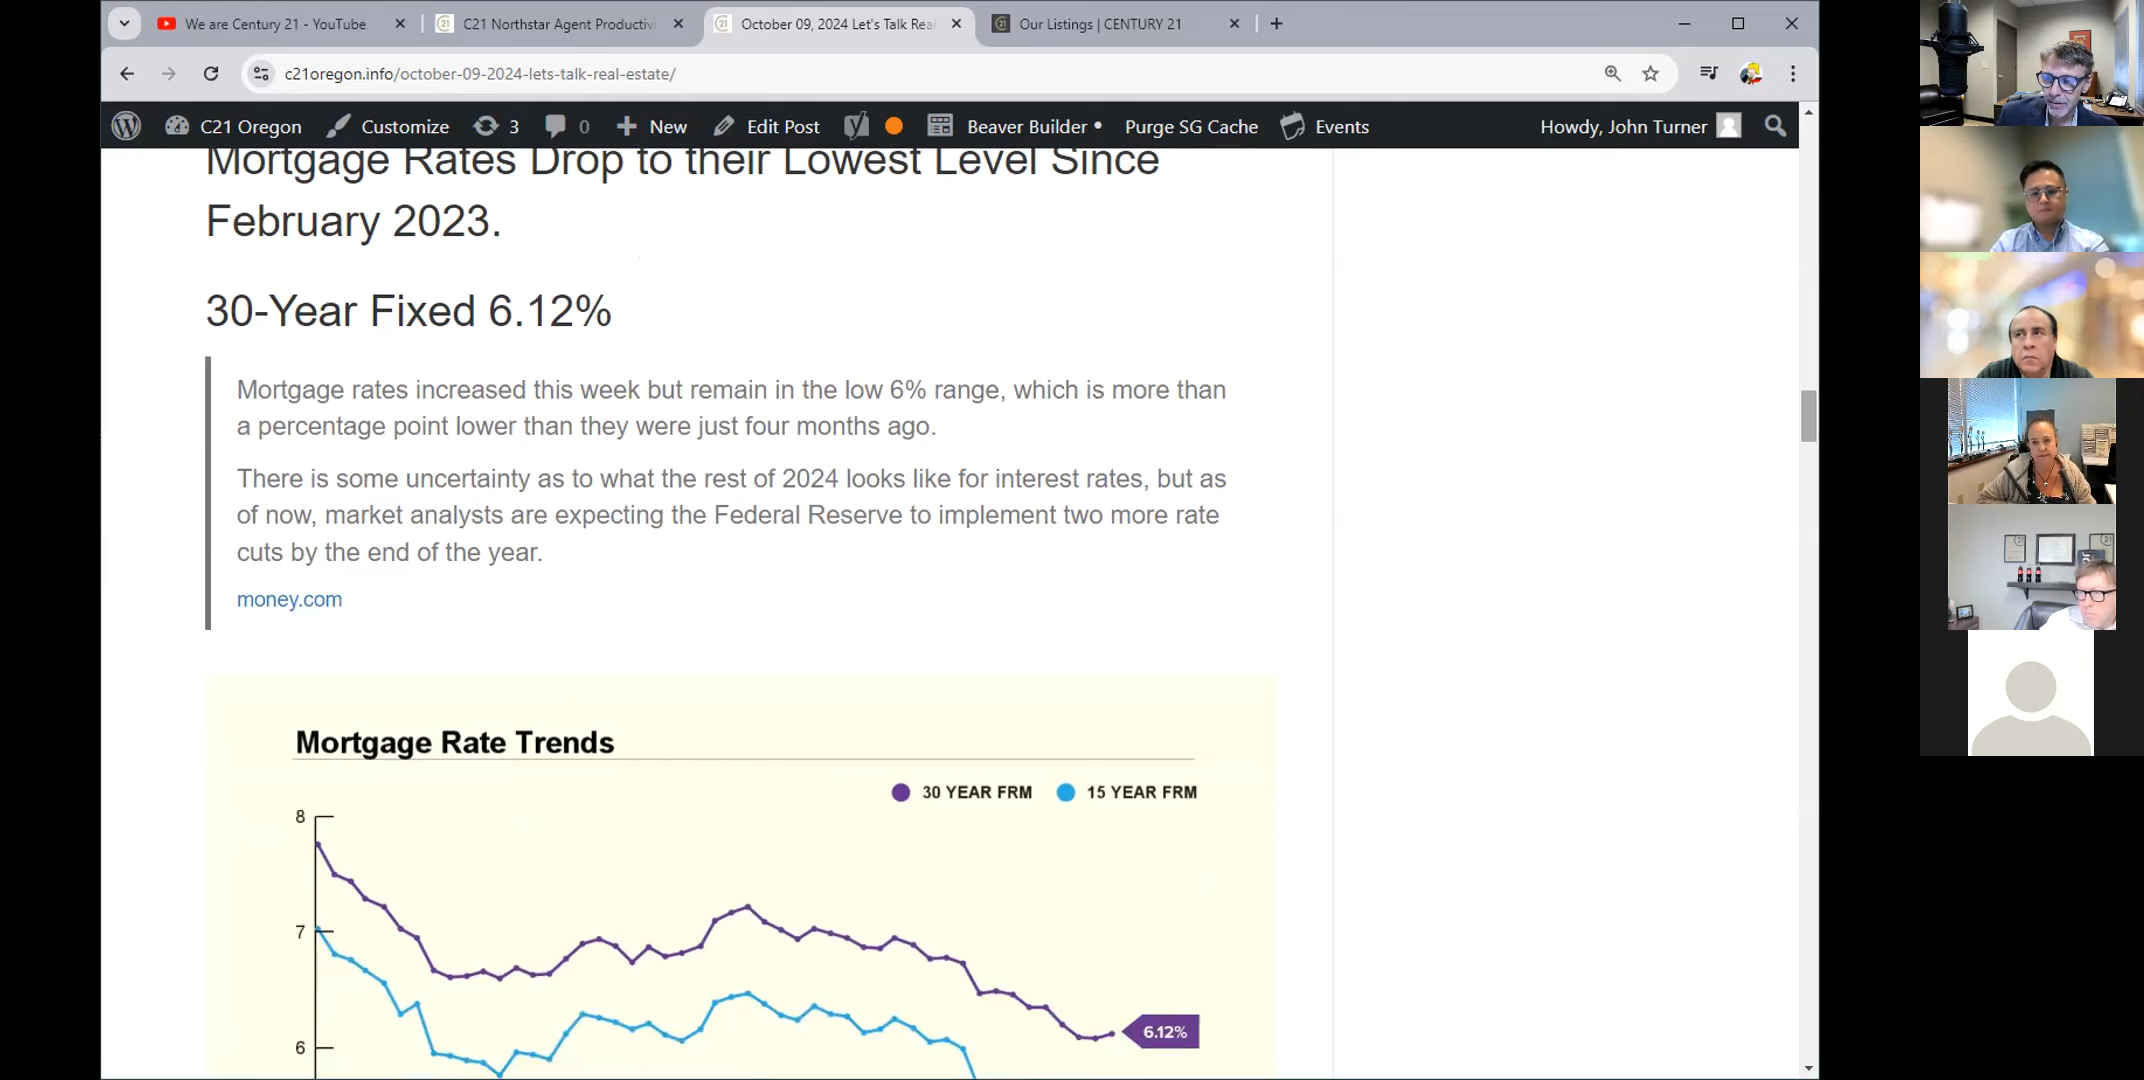 We are Century 21 - YouTube
C21 Northstar Agent Productivi
October 09, 2024 Let's Talk Rea
Our Listings | CENTURY 21
c21oregon.info/october-09-2024-lets-talk-real-estate/
C21 Oregon Customize 3 0 New Edit Post Beaver Builder • Purge SG Cache Events Howdy, John Turner
Mortgage Rates Drop to their Lowest Level Since
February 2023.
30-Year Fixed 6.12%
Mortgage rates increased this week but remain in the low 6% range, which is more than
a percentage point lower than they were just four months ago.
There is some uncertainty as to what the rest of 2024 looks like for interest rates, but as
of now, market analysts are expecting the Federal Reserve to implement two more rate
cuts by the end of the year.
money.com
Mortgage Rate Trends
30 YEAR FRM 15 YEAR FRM
8
7
6
6.12%